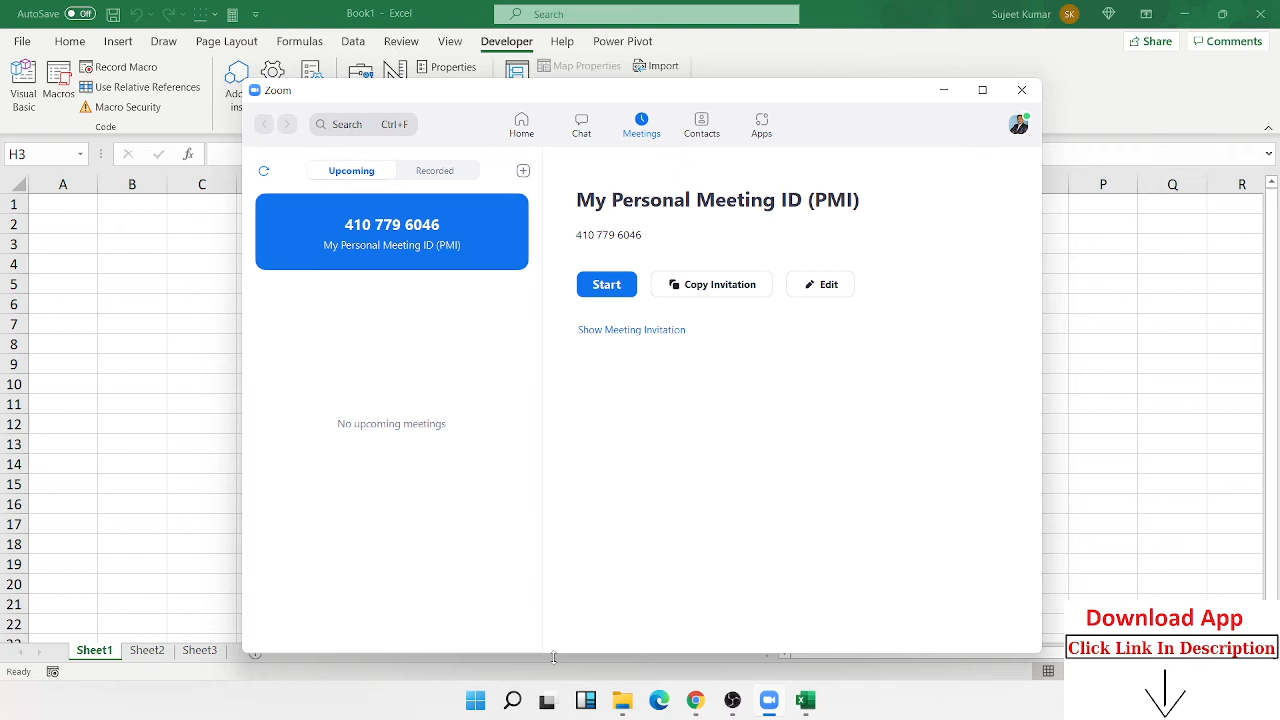 AutoSave Off Book1 - Excel Search Sujeet Kumar SK
File Home Insert Draw Page Layout Formulas Data Review View Developer Help Power Pivot Share Comments
Visual Basic
Macros
Record Macro
Use Relative References
Macro Security
Code
Properties
Map Properties
Import
Zoom
Search Ctrl+F
Home
Chat
Meetings
Contacts
Apps
H3
A B C P Q R
Upcoming Recorded
410 779 6046
My Personal Meeting ID (PMI)
No upcoming meetings
My Personal Meeting ID (PMI)
410 779 6046
Start Copy Invitation Edit
Show Meeting Invitation
1
2
3
4
5
6
7
8
9
10
11
12
13
14
15
16
17
18
19
20
21
22
Sheet1 Sheet2 Sheet3
Ready
Download App
Click Link In Description